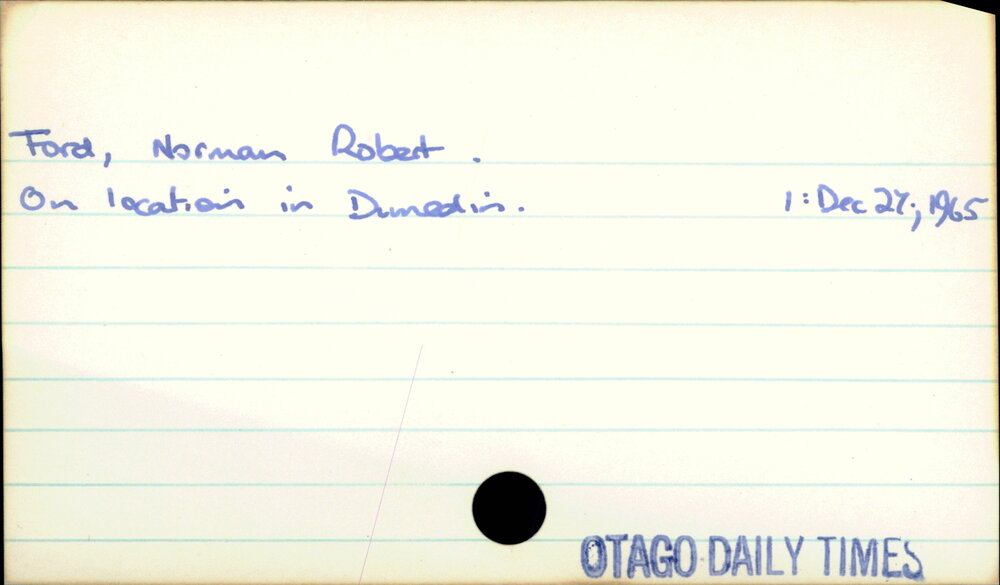 Ford, Norman Robert.
On location in Dunedin. 1: Dec 27, 1965
OTAGO DAILY TIMES